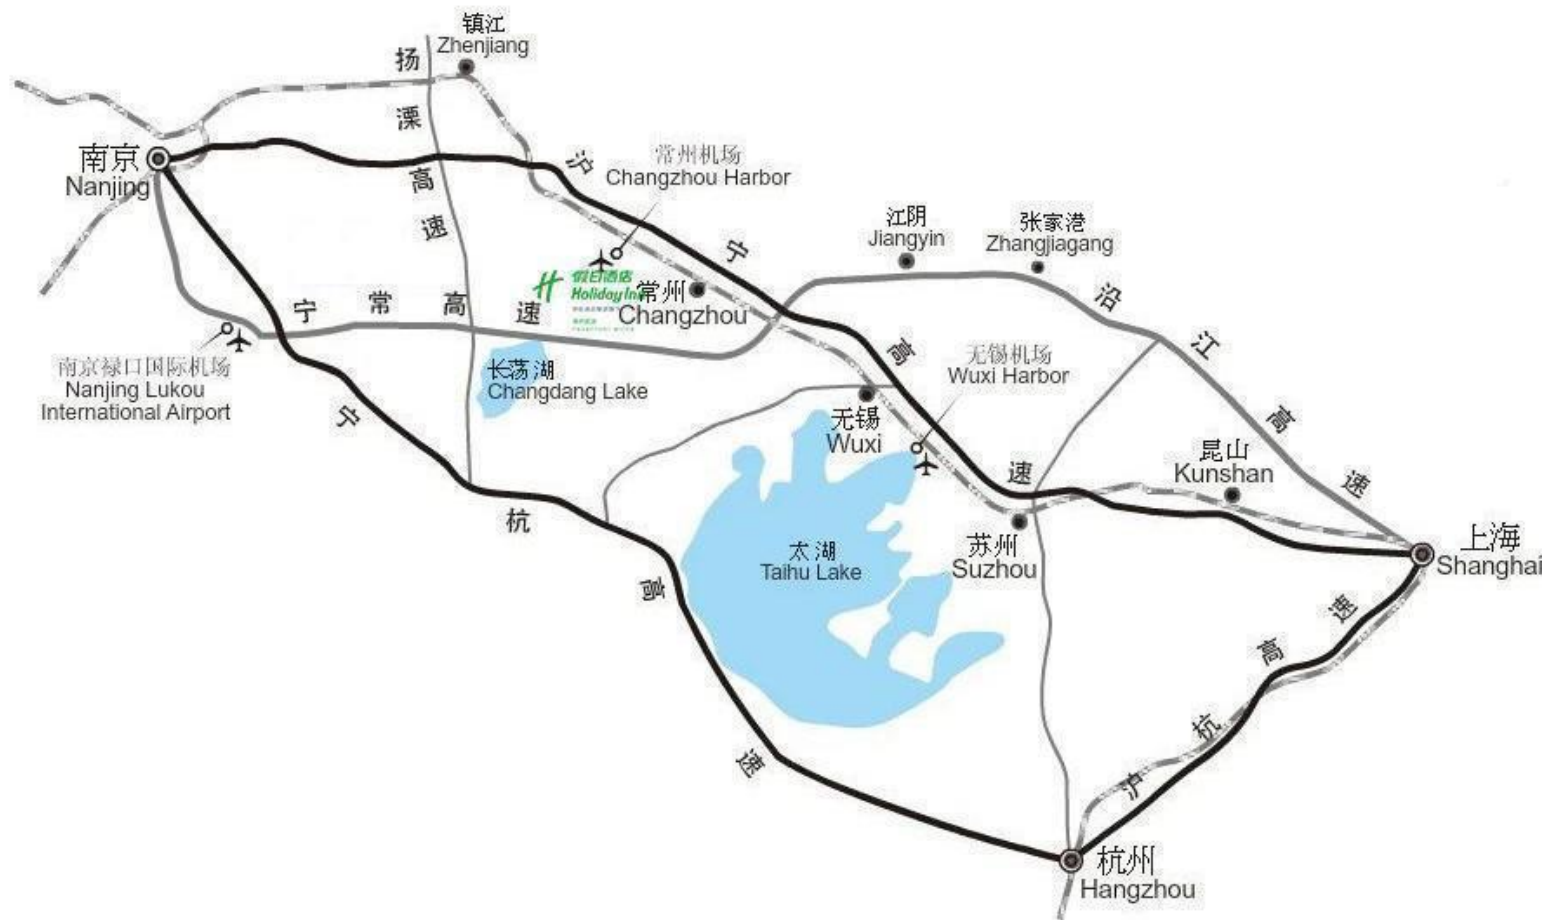 镇江
Zhenjiang
扬溧高速
南京
Nanjing
沪宁高速
常州机场
Changzhou Harbor
江阴
Jiangyin
张家港
Zhangjiagang
沿江高速
假日酒店
Holiday Inn
常州
Changzhou
宁常高速
南京禄口国际机场
Nanjing Lukou
International Airport
长荡湖
Changdang Lake
无锡机场
Wuxi Harbor
无锡
Wuxi
昆山
Kunshan
宁杭高速
太湖
Taihu Lake
苏州
Suzhou
上海
Shanghai
沪杭高速
杭州
Hangzhou